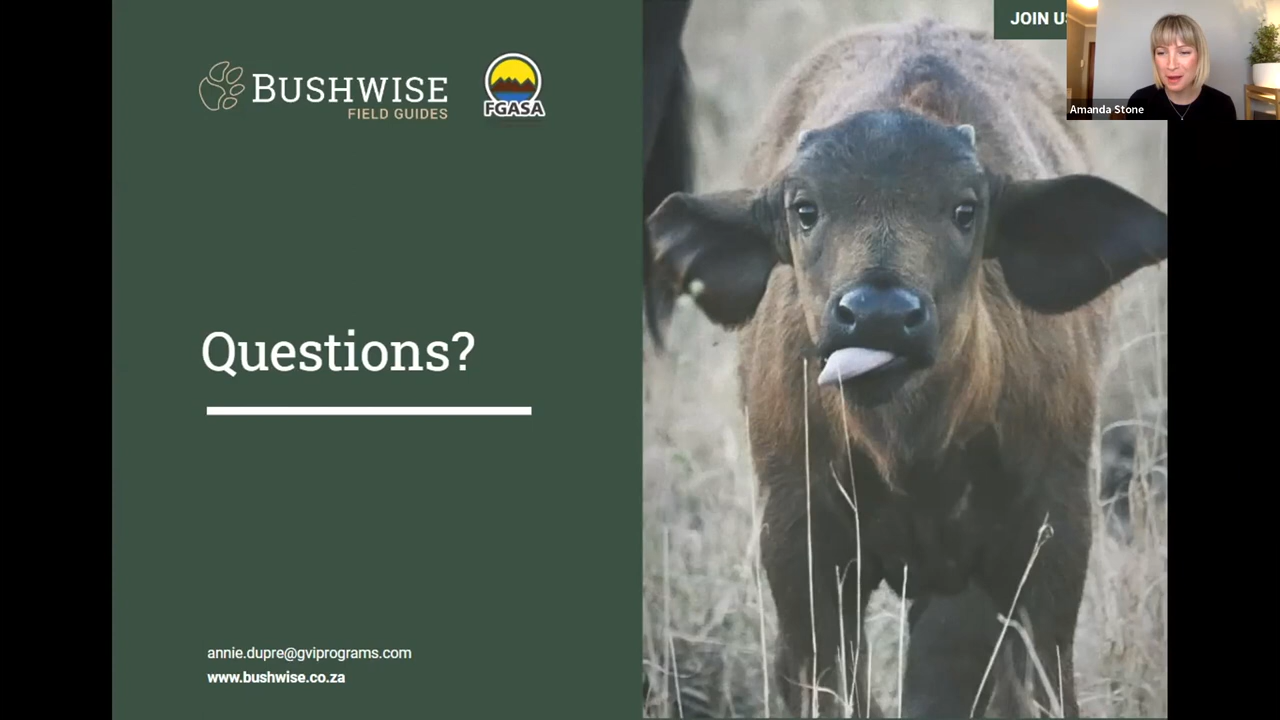 BUSHWISE
FIELD GUIDES
FGASA
JOIN
Amanda Stone
Questions?
annie.dupre@gviprograms.com
www.bushwise.co.za